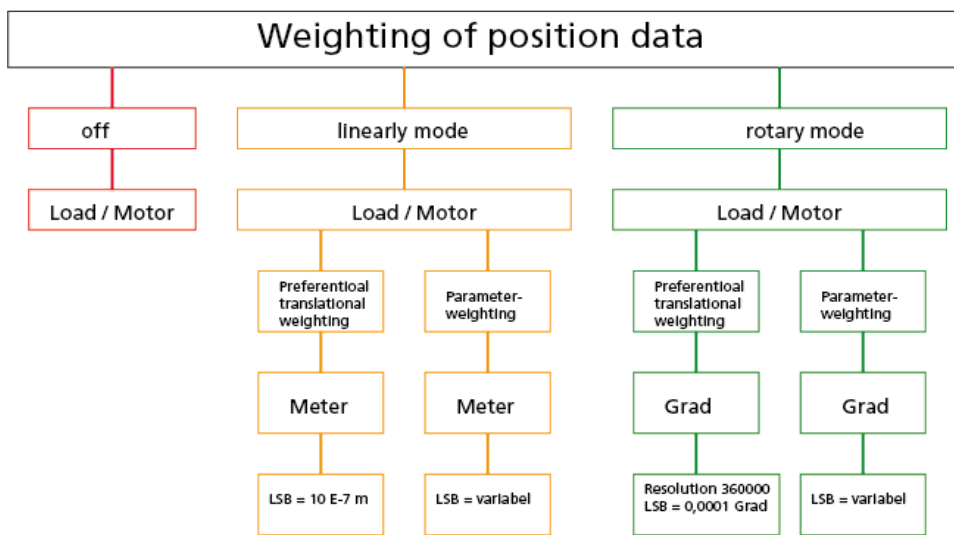 Weighting of position data
off
linearly mode
rotary mode
Load / Motor
Load / Motor
Load / Motor
Preferentioal
translational
weighting
Parameter-
weighting
Preferentioal
translational
weighting
Parameter-
weighting
Meter
Meter
Grad
Grad
LSB = 10 E-7 m
LSB = variabel
Resolution 360000
LSB = 0,0001 Grad
LSB = variabel